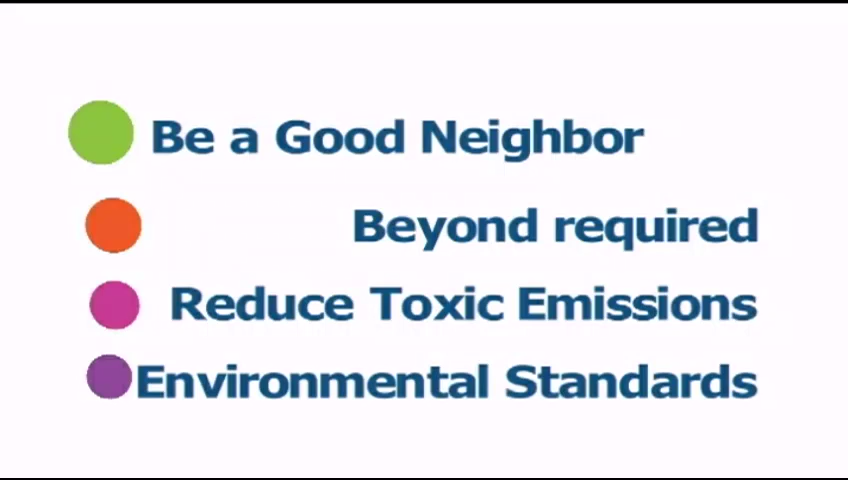 Be a Good Neighbor
Beyond required
Reduce Toxic Emissions
Environmental Standards